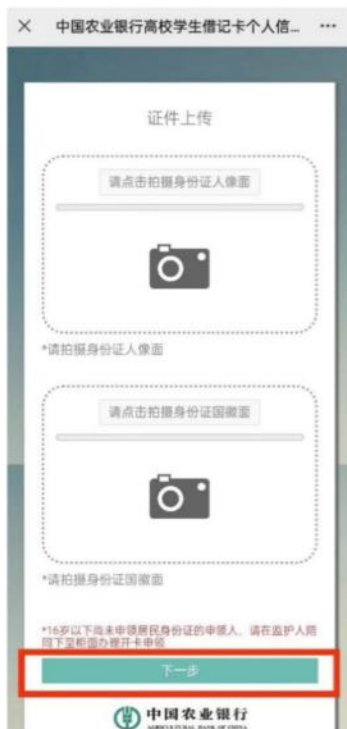 × 中国农业银行高校学生借记卡个人信... ···
证件上传
请点击拍摄身份证人像面
*请拍摄身份证人像面
请点击拍摄身份证国徽面
*请拍摄身份证国徽面
*16岁以下尚未申领居民身份证的申领人，请在监护人陪
同下至柜面办理开卡申领
下一步
中国农业银行
AGRICULTURAL BANK OF CHINA